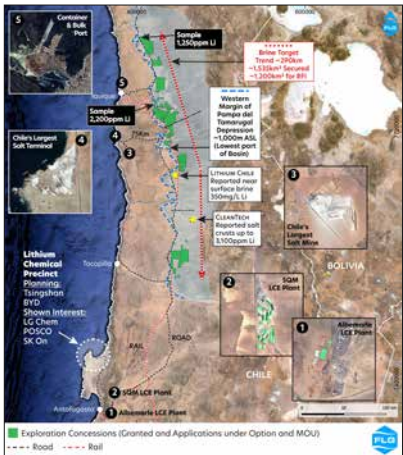 5
Container
& Bulk
Port
600000
FLG
Sample
1,250ppm Li
Brine Target
Trend ~290km
~1,535km² Secured
~1,200km² for BFI
Iquique
5
Sample
2,200ppm Li
Western
Margin of
Pampa del
Tamarugal
Depression
~1,000m ASL
(Lowest part
of Basin)
Chile's Largest
Salt Terminal
4
4
75km
3
Lithium Chile
Reported near
surface brine
350mg/L Li
3
Chile's
Largest
Salt Mine
CleanTech
Reported salt
crusts up to
3,100ppm Li
Lithium
Chemical
Precinct
Planning:
Tsingshan
BYD
Shown Interest:
LG Chem
POSCO
SK On
Tocopilla
BOLIVIA
2
SQM
LCE Plant
1
Albemarle
LCE Plant
RAIL
ROAD
CHILE
2 SQM LCE Plant
Antofagasta
1 Albemarle LCE Plant
Exploration Concessions (Granted and Applications under Option and MOU)
Road
Rail
FLG